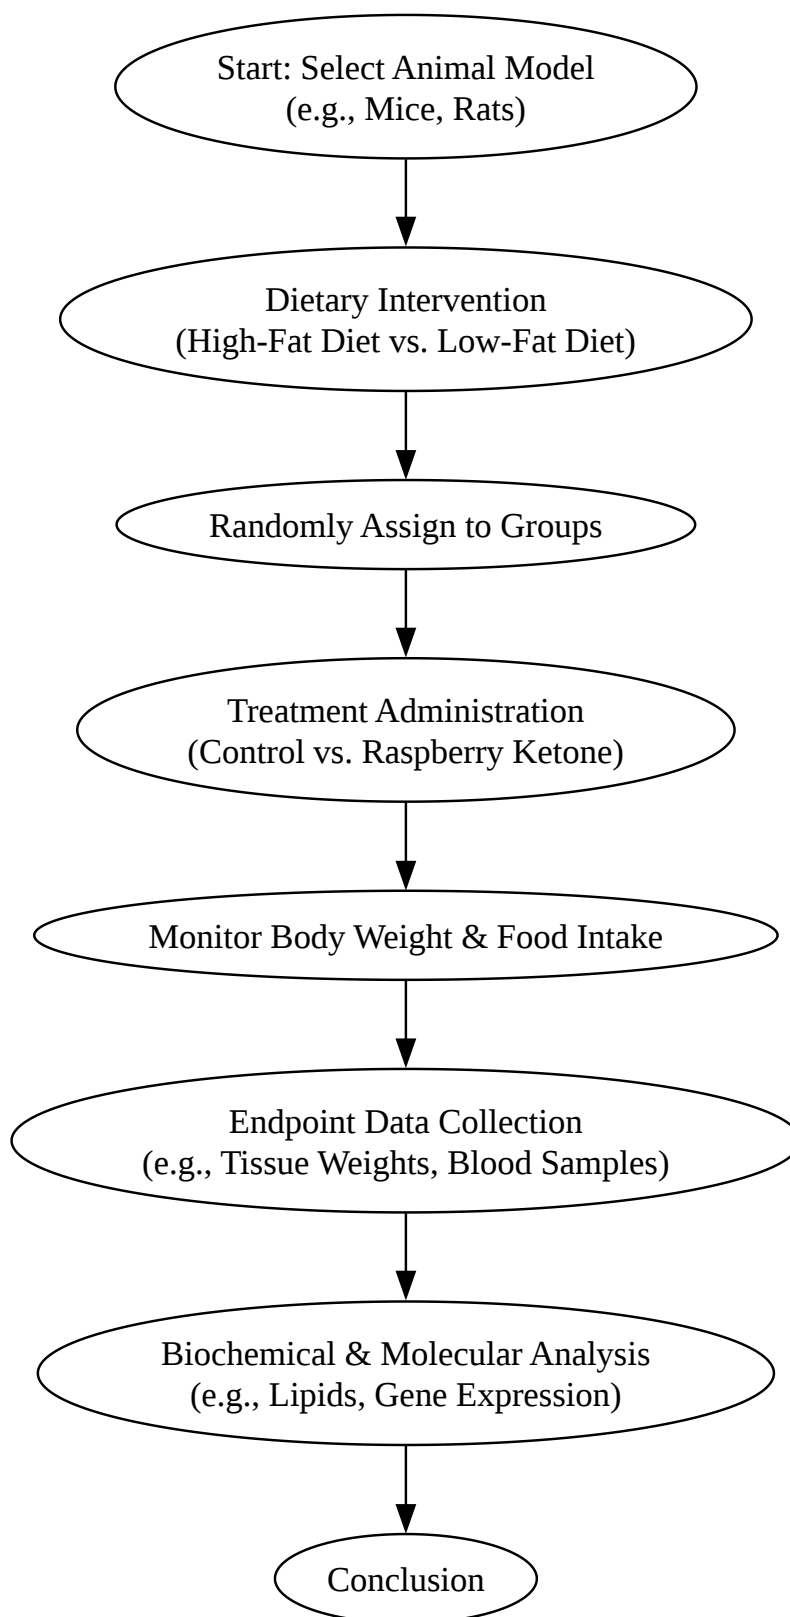 Start: Select Animal Model
(e.g., Mice, Rats)
Dietary Intervention
(High-Fat Diet vs. Low-Fat Diet)
Randomly Assign to Groups
Treatment Administration
(Control vs. Raspberry Ketone)
Monitor Body Weight & Food Intake
Endpoint Data Collection
(e.g., Tissue Weights, Blood Samples)
Biochemical & Molecular Analysis
(e.g., Lipids, Gene Expression)
Conclusion